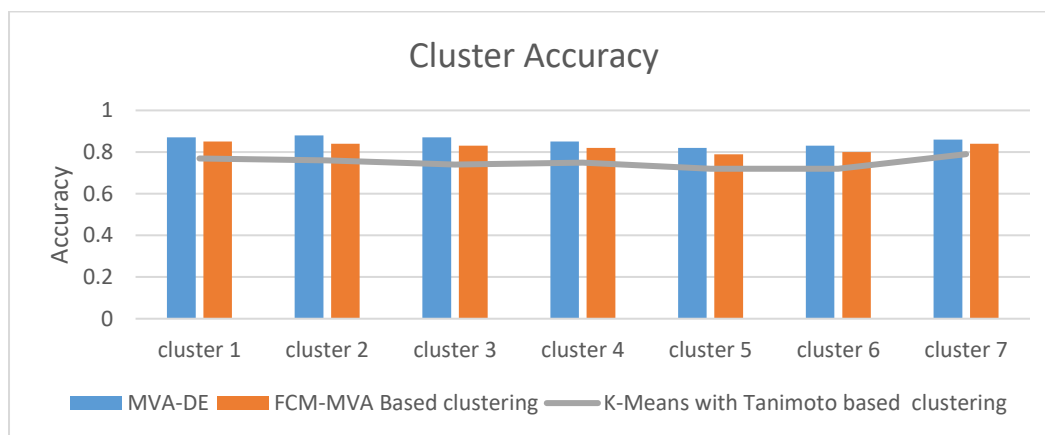 Cluster Accuracy
Accuracy
1
0.8
0.6
0.4
0.2
0
cluster 1 cluster 2 cluster 3 cluster 4 cluster 5 cluster 6 cluster 7
MVA-DE FCM-MVA Based clustering K-Means with Tanimoto based clustering